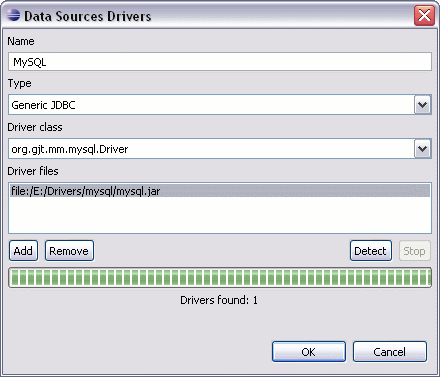 Data Sources Drivers
Name
MySQL
Type
Generic JDBC
Driver class
org.gjt.mm.mysql.Driver
Driver files
file:/E:/Drivers/mysql/mysql.jar
Add Remove Detect Stop
Drivers found: 1
OK Cancel